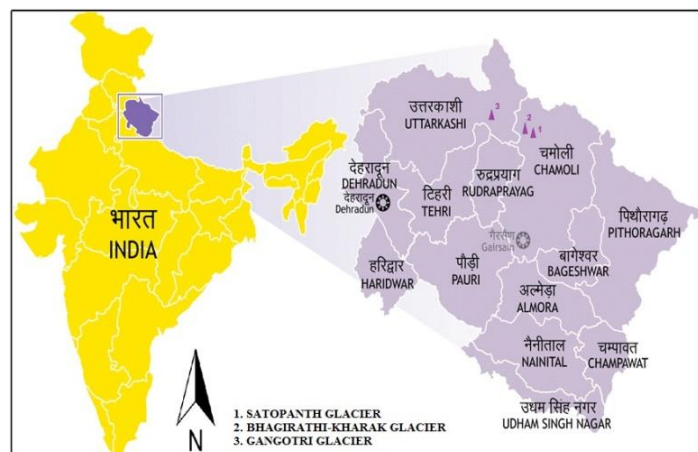 भारत
INDIA
उत्तरकाशी
UTTARKASHI
3
2
1
चमोली
CHAMOLI
देहरादून
DEHRADUN
देहरादून
Dehradun
टिहरी
TEHRI
रुद्रप्रयाग
RUDRAPRAYAG
पिथौरागढ़
PITHORAGARH
गैरसैण
Gairsain
हरिद्वार
HARIDWAR
पौड़ी
PAURI
बागेश्वर
BAGESHWAR
अल्मेड़ा
ALMORA
नैनीताल
NAINITAL
चम्पावत
CHAMPAWAT
उधम सिंह नगर
UDHAM SINGH NAGAR
N
1. SATOPANTH GLACIER
2. BHAGIRATHI-KHARAK GLACIER
3. GANGOTRI GLACIER